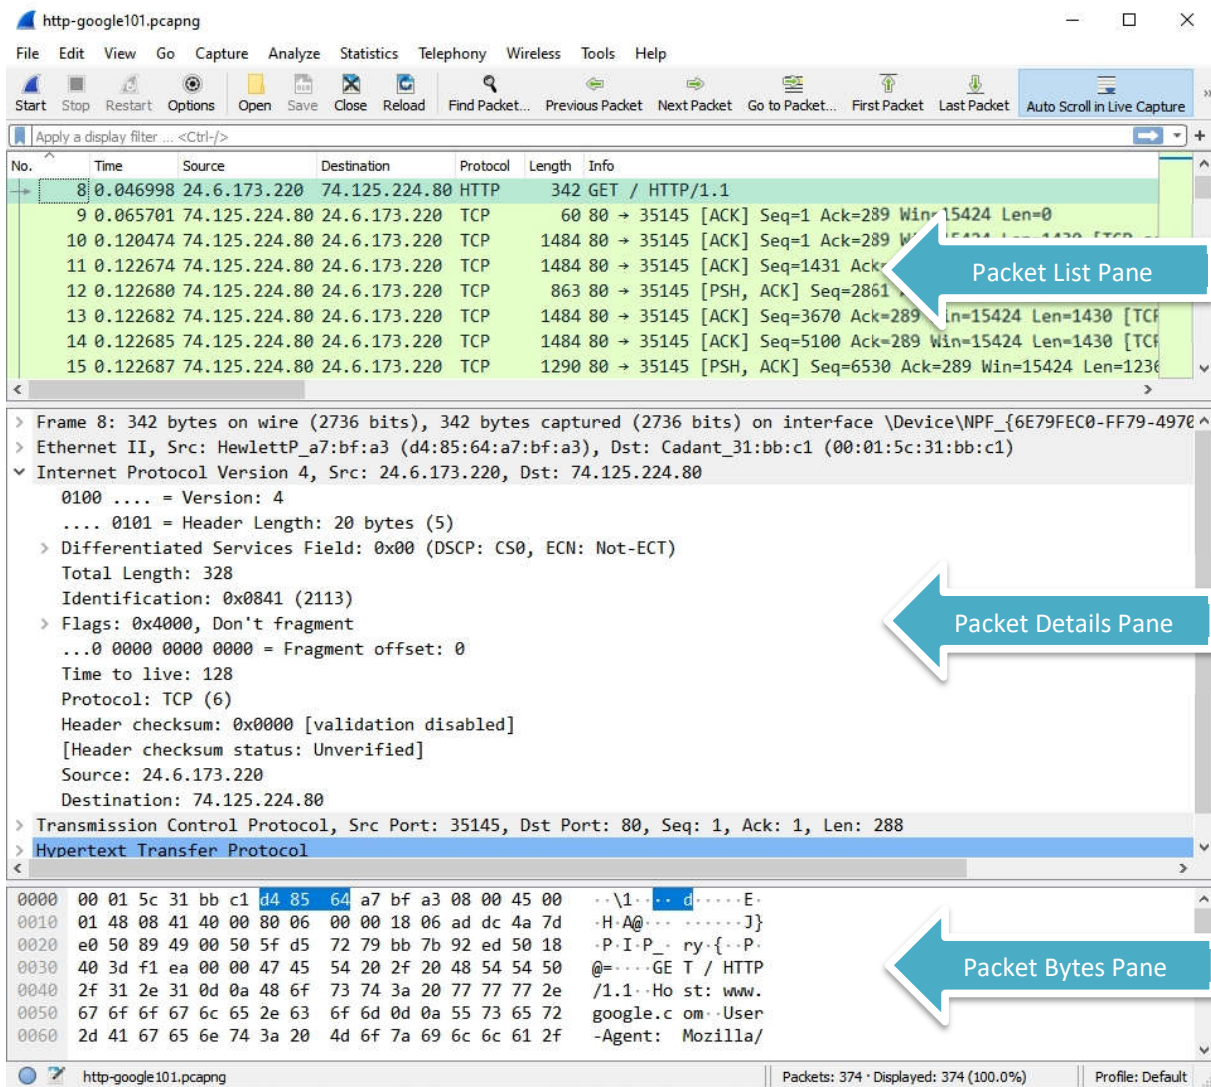 http-google101.pcapng
File Edit View Go Capture Analyze Statistics Telephony Wireless Tools Help
Start Stop Restart Options Open Save Close Reload Find Packet... Previous Packet Next Packet Go to Packet... First Packet Last Packet Auto Scroll in Live Capture »
Apply a display filter ... <Ctrl-/> +
No. Time Source Destination Protocol Length Info
8 0.046998 24.6.173.220 74.125.224.80 HTTP 342 GET / HTTP/1.1
9 0.065701 74.125.224.80 24.6.173.220 TCP 60 80 → 35145 [ACK] Seq=1 Ack=289 Win=15424 Len=0
10 0.120474 74.125.224.80 24.6.173.220 TCP 1484 80 → 35145 [ACK] Seq=1 Ack=289
11 0.122674 74.125.224.80 24.6.173.220 TCP 1484 80 → 35145 [ACK] Seq=1431 Ack
Packet List Pane
12 0.122680 74.125.224.80 24.6.173.220 TCP 863 80 → 35145 [PSH, ACK] Seq=2861
13 0.122682 74.125.224.80 24.6.173.220 TCP 1484 80 → 35145 [ACK] Seq=3670 Ack=289 Win=15424 Len=1430 [TCP
14 0.122685 74.125.224.80 24.6.173.220 TCP 1484 80 → 35145 [ACK] Seq=5100 Ack=289 Win=15424 Len=1430 [TCP
15 0.122687 74.125.224.80 24.6.173.220 TCP 1290 80 → 35145 [PSH, ACK] Seq=6530 Ack=289 Win=15424 Len=1236
Frame 8: 342 bytes on wire (2736 bits), 342 bytes captured (2736 bits) on interface \Device\NPF_{6E79FEC0-FF79-4970
Ethernet II, Src: HewlettP_a7:bf:a3 (d4:85:64:a7:bf:a3), Dst: Cadant_31:bb:c1 (00:01:5c:31:bb:c1)
Internet Protocol Version 4, Src: 24.6.173.220, Dst: 74.125.224.80
0100 .... = Version: 4
.... 0101 = Header Length: 20 bytes (5)
Differentiated Services Field: 0x00 (DSCP: CS0, ECN: Not-ECT)
Total Length: 328
Identification: 0x0841 (2113)
Flags: 0x4000, Don't fragment
Packet Details Pane
...0 0000 0000 0000 = Fragment offset: 0
Time to live: 128
Protocol: TCP (6)
Header checksum: 0x0000 [validation disabled]
[Header checksum status: Unverified]
Source: 24.6.173.220
Destination: 74.125.224.80
Transmission Control Protocol, Src Port: 35145, Dst Port: 80, Seq: 1, Ack: 1, Len: 288
Hypertext Transfer Protocol
0000 00 01 5c 31 bb c1 d4 85 64 a7 bf a3 08 00 45 00 ··\1···· d·····E·
0010 01 48 08 41 40 00 80 06 00 00 18 06 ad dc 4a 7d ·H·A@··· ······J}
0020 e0 50 89 49 00 50 5f d5 72 79 bb 7b 92 ed 50 18 ·P·I·P_· ry·{··P·
0030 40 3d f1 ea 00 00 47 45 54 20 2f 20 48 54 54 50 @=····GE T / HTTP
Packet Bytes Pane
0040 2f 31 2e 31 0d 0a 48 6f 73 74 3a 20 77 77 77 2e /1.1··Ho st: www.
0050 67 6f 6f 67 6c 65 2e 63 6f 6d 0d 0a 55 73 65 72 google.c om··User
0060 2d 41 67 65 6e 74 3a 20 4d 6f 7a 69 6c 6c 61 2f -Agent: Mozilla/
http-google101.pcapng Packets: 374 · Displayed: 374 (100.0%) Profile: Default